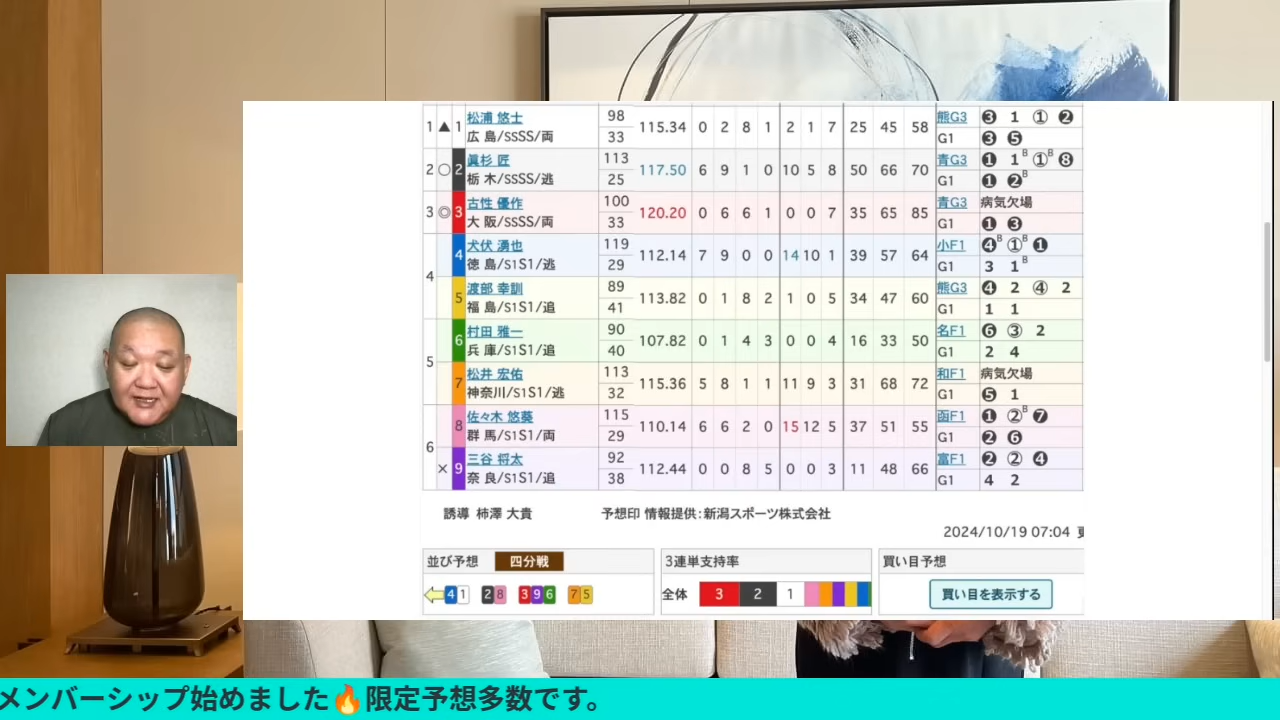 1 ▲ 1 松浦 悠士 98 115.34 0 2 8 1 2 1 7 25 45 58 熊G3 ❸ 1 ① ❷
広 島/SSSS/両 33 G1 ❸ ❺
2 ○ 2 眞杉 匠 113 117.50 6 9 1 0 10 5 8 50 66 70 青G3 ❶ 1B ①B ❽
栃 木/SSSS/逃 25 G1 ❶ ❷B
3 ◎ 3 古性 優作 100 120.20 0 6 6 1 0 0 7 35 65 85 青G3 病気欠場
大 阪/SSSS/両 33 G1 ❶ ❸
4 4 犬伏 湧也 119 112.14 7 9 0 0 14 10 1 39 57 64 小F1 ❹B ①B ❶
徳 島/S1S1/逃 29 G1 3 1B
5 渡部 幸訓 89 113.82 0 1 8 2 1 0 5 34 47 60 熊G3 ❹ 2 ④ 2
福 島/S1S1/追 41 G1 1 1
5 6 村田 雅一 90 107.82 0 1 4 3 0 0 4 16 33 50 名F1 ❻ ③ 2
兵 庫/S1S1/追 40 G1 2 4
7 松井 宏佑 113 115.36 5 8 1 1 11 9 3 31 68 72 和F1 病気欠場
神奈川/S1S1/逃 32 G1 ❺ 1
6 8 佐々木 悠葵 115 110.14 6 6 2 0 15 12 5 37 51 55 函F1 ❶ ②B ❼
群 馬/S1S1/両 29 G1 ❷ ❻
× 9 三谷 将太 92 112.44 0 0 8 5 0 0 3 11 48 66 富F1 ❷ ② ❹
奈 良/S1S1/追 38 G1 4 2
誘導 柿澤 大貴 予想印 情報提供:新潟スポーツ株式会社
2024/10/19 07:04
並び予想 四分戦 3連単支持率 買い目予想
41 28 396 75 全体 3 2 1 買い目を表示する
メンバーシップ始めました🔥限定予想多数です。